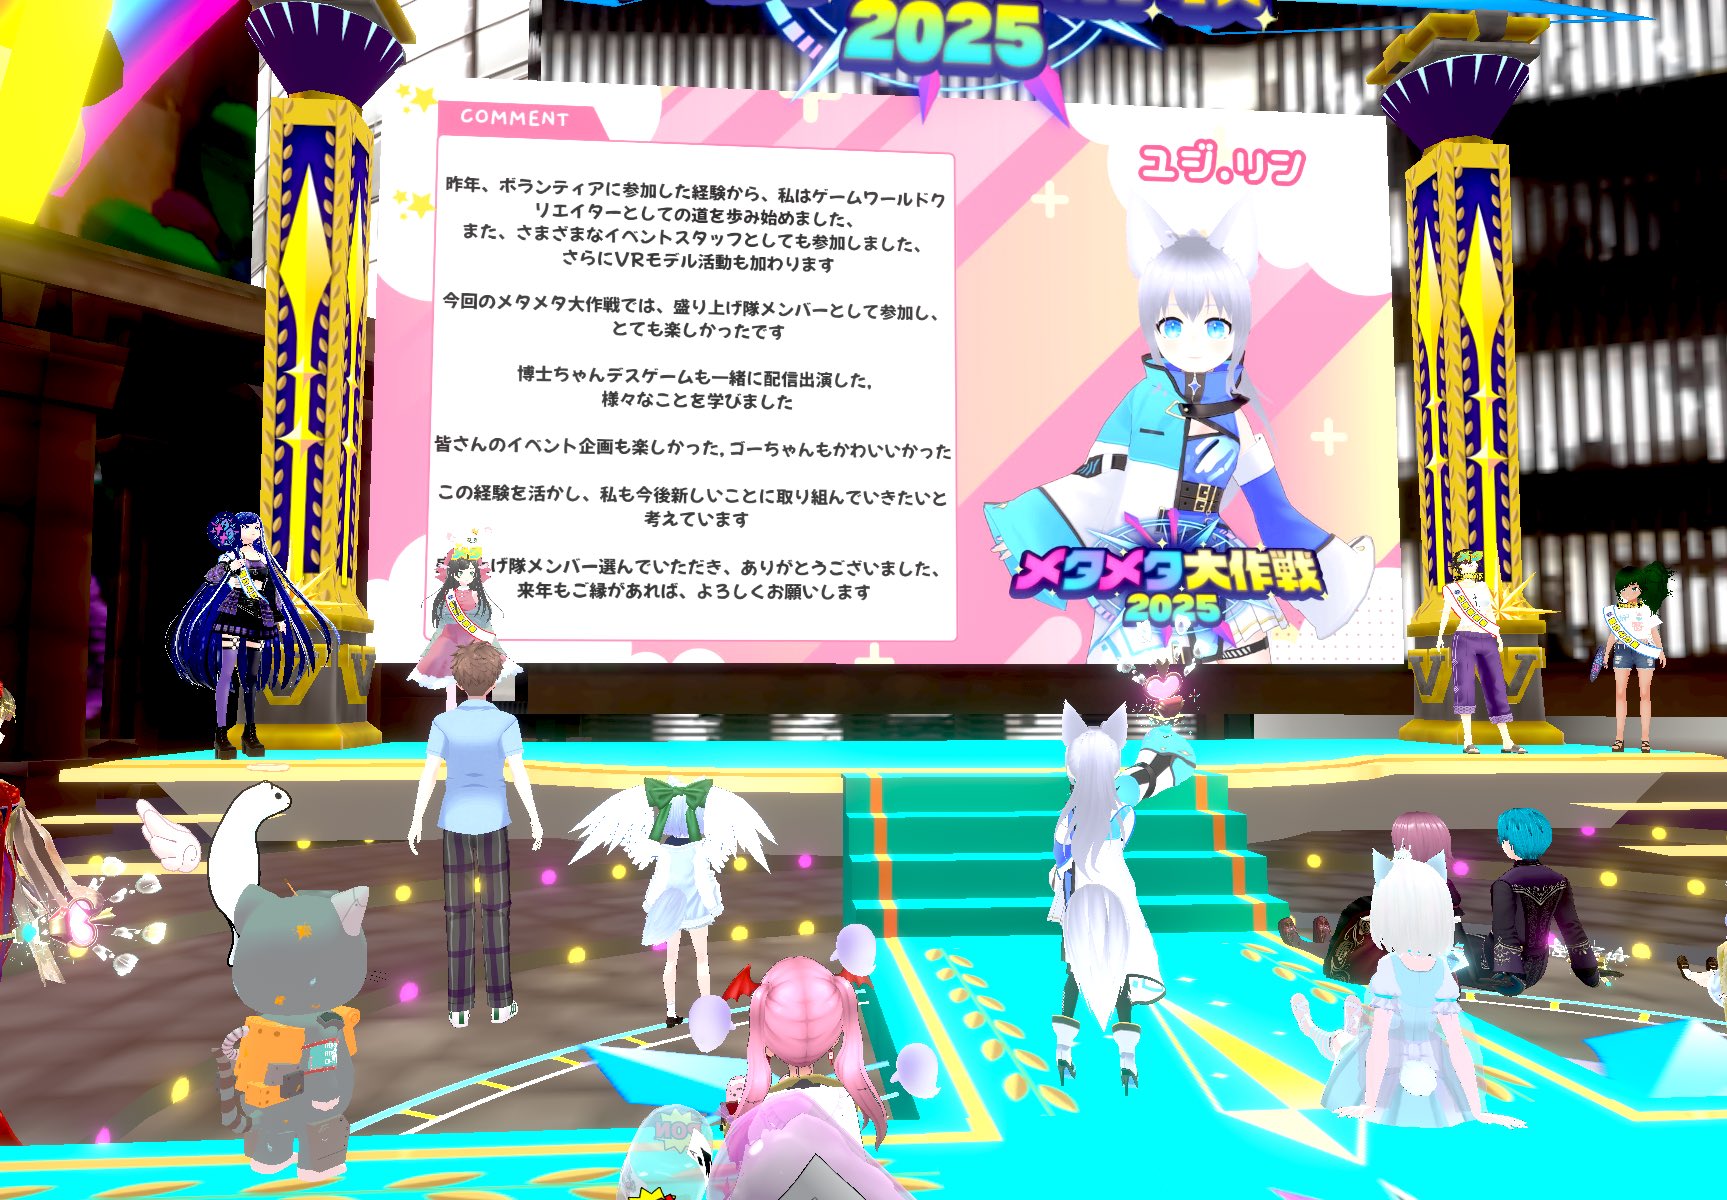 2025
COMMENT
ユジ.リン
昨年、ボランティアに参加した経験から、私はゲームワールドク
リエイターとしての道を歩み始めました、
また、さまざまなイベントスタッフとしても参加しました、
さらにVRモデル活動も加わります
今回のメタメタ大作戦では、盛り上げ隊メンバーとして参加し、
とても楽しかったです
博士ちゃんデスゲームも一緒に配信出演した,
様々なことを学びました
皆さんのイベント企画も楽しかった,ゴーちゃんもかわいいかった
この経験を活かし、私も今後新しいことに取り組んでいきたいと
考えています
げ隊メンバー選んでいただき、ありがとうございました、
来年もご縁があれば、よろしくお願いします
メタメタ大作戦
2025